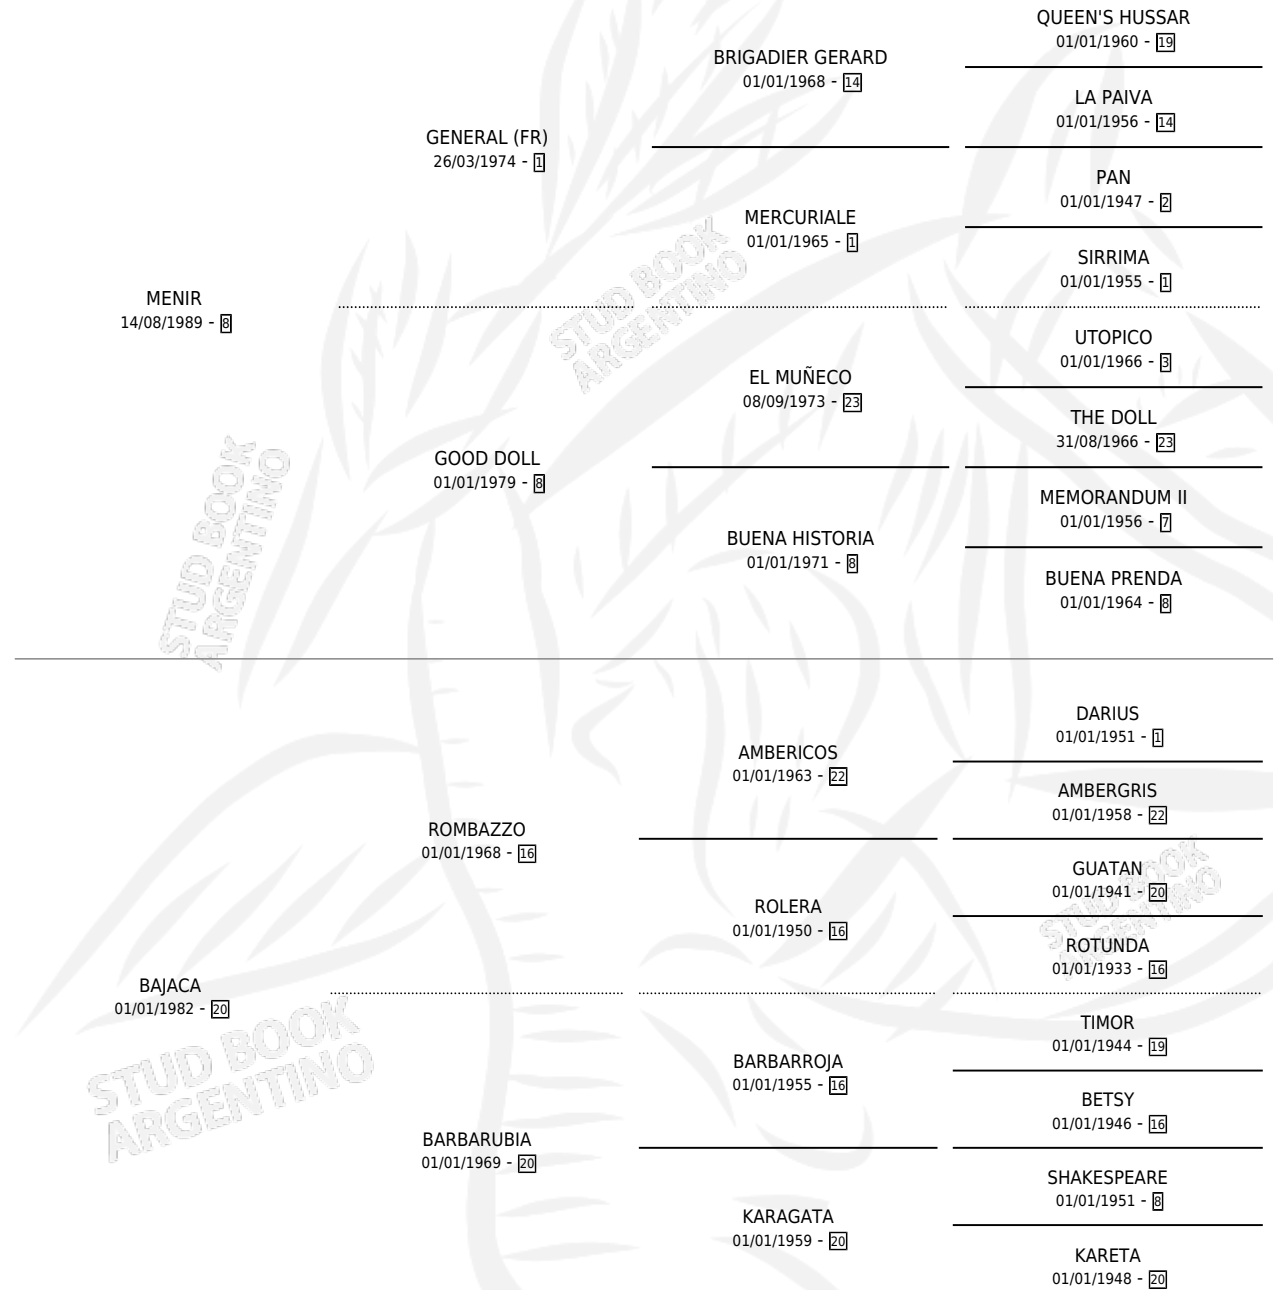 QUEEN'S HUSSAR
01/01/1960 - 19
BRIGADIER GERARD
01/01/1968 - 14
LA PAIVA
01/01/1956 - 14
GENERAL (FR)
26/03/1974 - 1
PAN
01/01/1947 - 2
MERCURIALE
01/01/1965 - 1
SIRRIMA
01/01/1955 - 1
MENIR
14/08/1989 - 8
STUD BOOK
ARGENTINO
UTOPICO
01/01/1966 - 3
EL MUÑECO
08/09/1973 - 23
THE DOLL
31/08/1966 - 23
GOOD DOLL
01/01/1979 - 8
MEMORANDUM II
01/01/1956 - 7
BUENA HISTORIA
01/01/1971 - 8
BUENA PRENDA
01/01/1964 - 8
STUD BOOK
ARGENTINO
DARIUS
01/01/1951 - 1
AMBERICOS
01/01/1963 - 22
AMBERGRIS
01/01/1958 - 22
ROMBAZZO
01/01/1968 - 16
GUATAN
01/01/1941 - 20
ROLERA
01/01/1950 - 16
STUD BOOK
ARGENTINO
ROTUNDA
01/01/1933 - 16
BAJACA
01/01/1982 - 20
STUD BOOK
ARGENTINO
TIMOR
01/01/1944 - 19
BARBARROJA
01/01/1955 - 16
BETSY
01/01/1946 - 16
BARBARUBIA
01/01/1969 - 20
SHAKESPEARE
01/01/1951 - 8
KARAGATA
01/01/1959 - 20
KARETA
01/01/1948 - 20